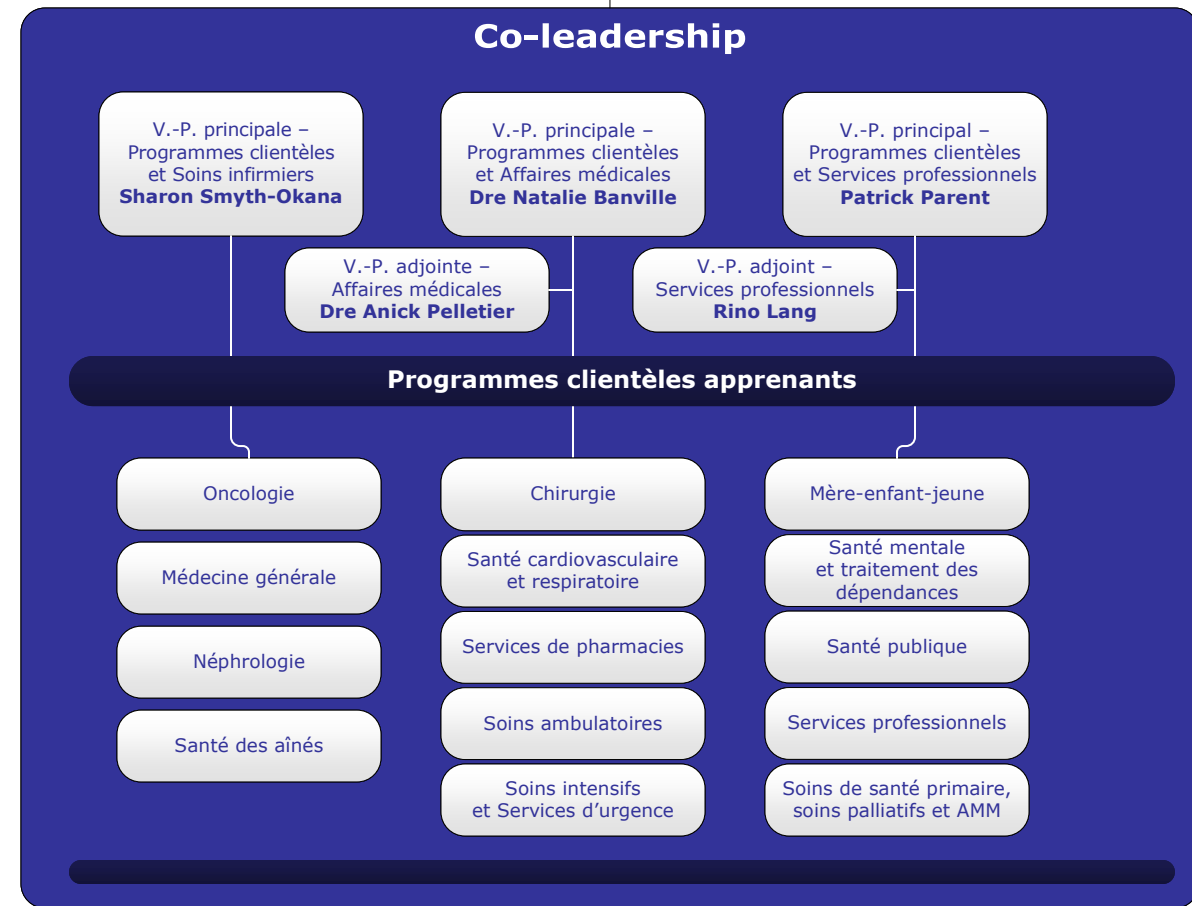 Co-leadership
V.-P. principale –
Programmes clientèles
et Soins infirmiers
Sharon Smyth-Okana
V.-P. principale –
Programmes clientèles
et Affaires médicales
Dre Natalie Banville
V.-P. principal –
Programmes clientèles
et Services professionnels
Patrick Parent
V.-P. adjointe –
Affaires médicales
Dre Anick Pelletier
V.-P. adjoint –
Services professionnels
Rino Lang
Programmes clientèles apprenants
Oncologie
Médecine générale
Néphrologie
Santé des aînés
Chirurgie
Santé cardiovasculaire
et respiratoire
Services de pharmacies
Soins ambulatoires
Soins intensifs
et Services d’urgence
Mère-enfant-jeune
Santé mentale
et traitement des
dépendances
Santé publique
Services professionnels
Soins de santé primaire,
soins palliatifs et AMM